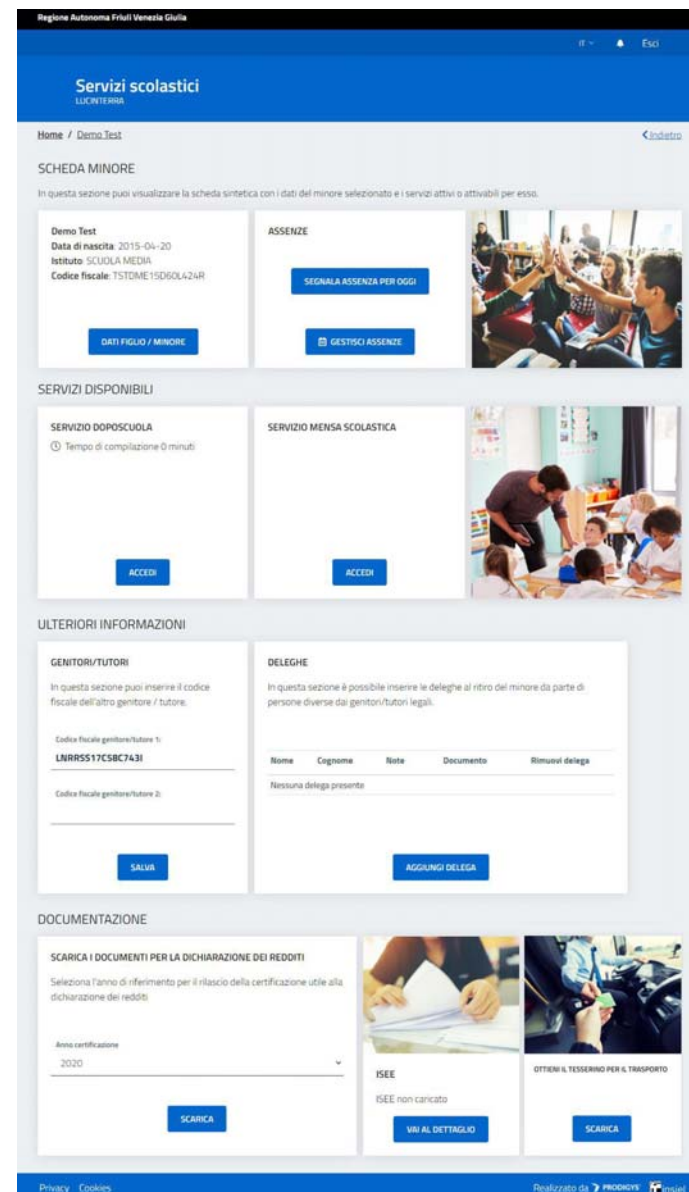 Regione Autonoma Friuli Venezia Giulia
IT Esci
Servizi scolastici
LUCINTERRA
Home / Demo Test Indietro
SCHEDA MINORE
In questa sezione puoi visualizzare la scheda sintetica con i dati del minore selezionato e i servizi attivi o attivabili per esso.
Demo Test
Data di nascita: 2015-04-20
Istituto: SCUOLA MEDIA
Codice fiscale: TSTDME15D60L424R
DATI FIGLIO / MINORE
ASSENZE
SEGNALA ASSENZA PER OGGI
GESTISCI ASSENZE
SERVIZI DISPONIBILI
SERVIZIO DOPOSCUOLA
Tempo di compilazione 0 minuti
ACCEDI
SERVIZIO MENSA SCOLASTICA
ACCEDI
ULTERIORI INFORMAZIONI
GENITORI/TUTORI
In questa sezione puoi inserire il codice
fiscale dell'altro genitore / tutore.
Codice fiscale genitore/tutore 1:
LNRRSS17C58C743I
Codice fiscale genitore/tutore 2:
SALVA
DELEGHE
In questa sezione è possibile inserire le deleghe al ritiro del minore da parte di
persone diverse dai genitori/tutori legali.
Nome Cognome Note Documento Rimuovi delega
Nessuna delega presente
AGGIUNGI DELEGA
DOCUMENTAZIONE
SCARICA I DOCUMENTI PER LA DICHIARAZIONE DEI REDDITI
Seleziona l'anno di riferimento per il rilascio della certificazione utile alla
dichiarazione dei redditi
Anno certificazione
2020
SCARICA
ISEE
ISEE non caricato
VAI AL DETTAGLIO
OTTIENI IL TESSERINO PER IL TRASPORTO
SCARICA
Privacy Cookies Realizzato da PRODIGYS insiel